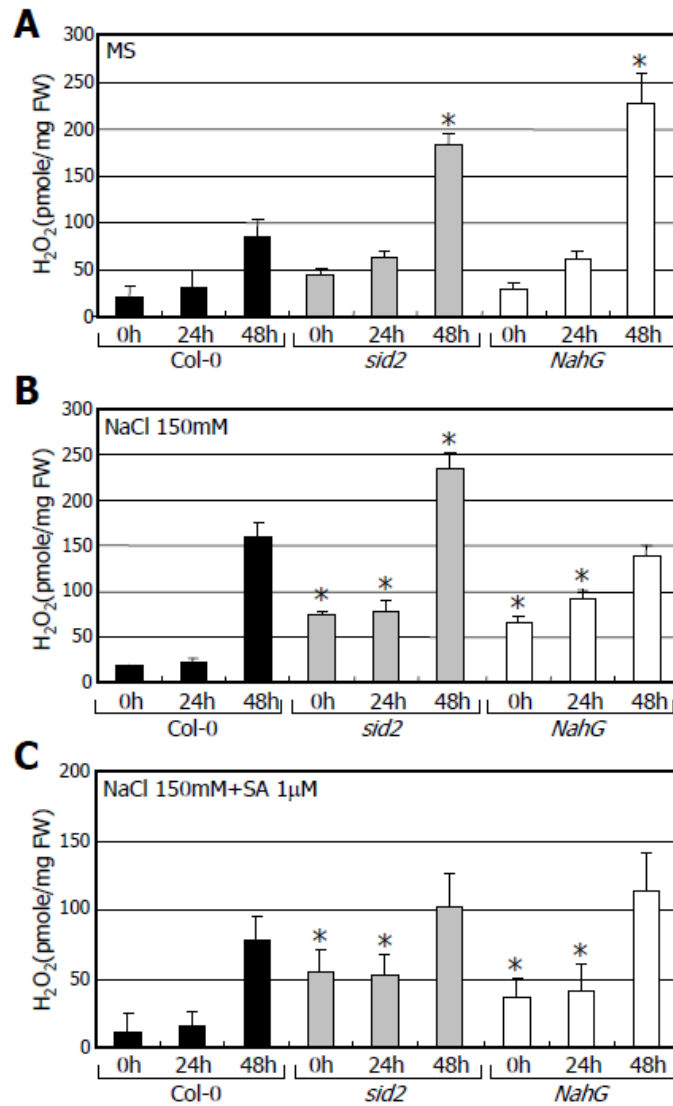 A
MS
H₂O₂(pmole/mg FW)
300
250
200
150
100
50
0
*
*
0h 24h 48h 0h 24h 48h 0h 24h 48h
Col-0 sid2 NahG
B
NaCl 150mM
H₂O₂(pmole/mg FW)
300
250
200
150
100
50
0
*
* *
* *
0h 24h 48h 0h 24h 48h 0h 24h 48h
Col-0 sid2 NahG
C
NaCl 150mM+SA 1μM
H₂O₂(pmole/mg FW)
200
150
100
50
0
* *
* *
0h 24h 48h 0h 24h 48h 0h 24h 48h
Col-0 sid2 NahG